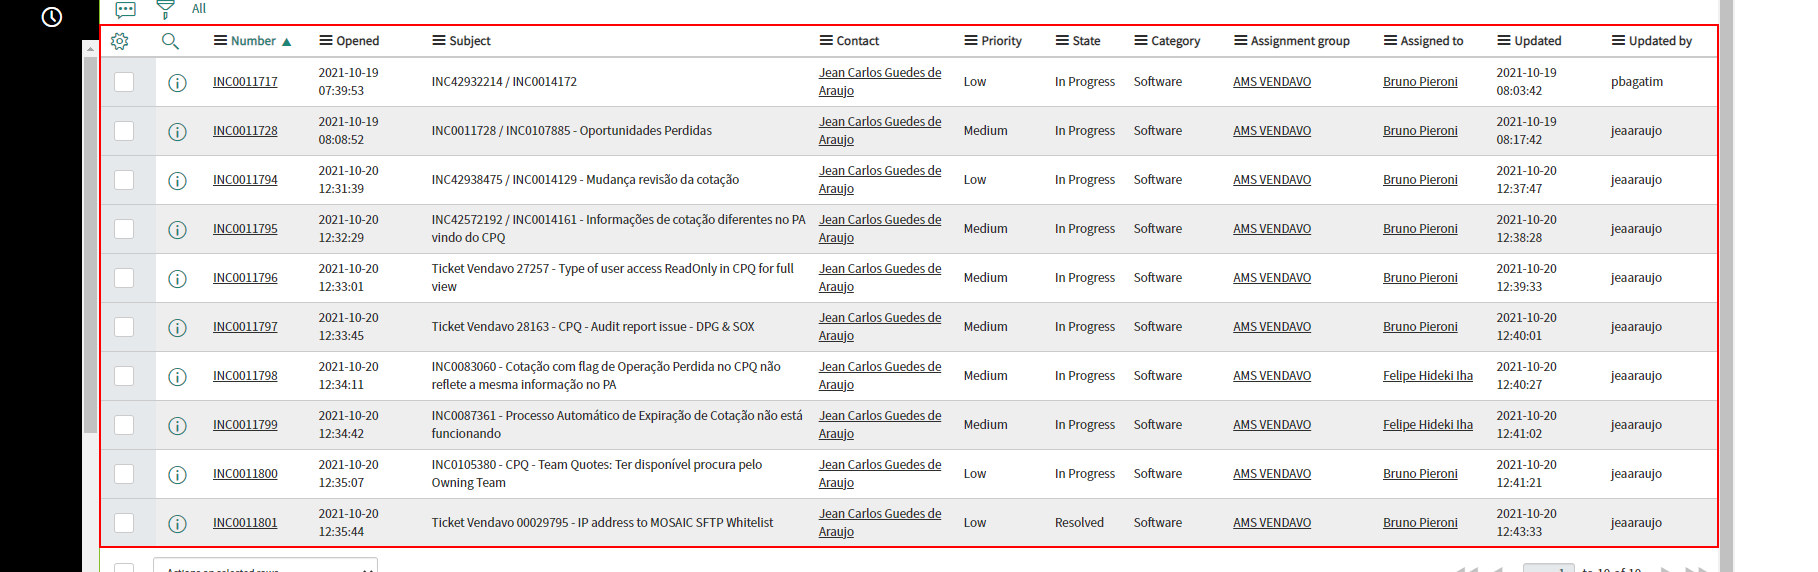 All
Number Opened Subject Contact Priority State Category Assignment group Assigned to Updated Updated by
INC0011717 2021-10-19 07:39:53 INC42932214 / INC0014172 Jean Carlos Guedes de Araujo Low In Progress Software AMS VENDAVO Bruno Pieroni 2021-10-19 08:03:42 pbagatim
INC0011728 2021-10-19 08:08:52 INC0011728 / INC0107885 - Oportunidades Perdidas Jean Carlos Guedes de Araujo Medium In Progress Software AMS VENDAVO Bruno Pieroni 2021-10-19 08:17:42 jeaaraujo
INC0011794 2021-10-20 12:31:39 INC42938475 / INC0014129 - Mudança revisão da cotação Jean Carlos Guedes de Araujo Low In Progress Software AMS VENDAVO Bruno Pieroni 2021-10-20 12:37:47 jeaaraujo
INC0011795 2021-10-20 12:32:29 INC42572192 / INC0014161 - Informações de cotação diferentes no PA vindo do CPQ Jean Carlos Guedes de Araujo Medium In Progress Software AMS VENDAVO Bruno Pieroni 2021-10-20 12:38:28 jeaaraujo
INC0011796 2021-10-20 12:33:01 Ticket Vendavo 27257 - Type of user access ReadOnly in CPQ for full view Jean Carlos Guedes de Araujo Medium In Progress Software AMS VENDAVO Bruno Pieroni 2021-10-20 12:39:33 jeaaraujo
INC0011797 2021-10-20 12:33:45 Ticket Vendavo 28163 - CPQ - Audit report issue - DPG & SOX Jean Carlos Guedes de Araujo Medium In Progress Software AMS VENDAVO Bruno Pieroni 2021-10-20 12:40:01 jeaaraujo
INC0011798 2021-10-20 12:34:11 INC0083060 - Cotação com flag de Operação Perdida no CPQ não reflete a mesma informação no PA Jean Carlos Guedes de Araujo Medium In Progress Software AMS VENDAVO Felipe Hideki Iha 2021-10-20 12:40:27 jeaaraujo
INC0011799 2021-10-20 12:34:42 INC0087361 - Processo Automático de Expiração de Cotação não está funcionando Jean Carlos Guedes de Araujo Medium In Progress Software AMS VENDAVO Felipe Hideki Iha 2021-10-20 12:41:02 jeaaraujo
INC0011800 2021-10-20 12:35:07 INC0105380 - CPQ - Team Quotes: Ter disponível procura pelo Owning Team Jean Carlos Guedes de Araujo Low In Progress Software AMS VENDAVO Bruno Pieroni 2021-10-20 12:41:21 jeaaraujo
INC0011801 2021-10-20 12:35:44 Ticket Vendavo 00029795 - IP address to MOSAIC SFTP Whitelist Jean Carlos Guedes de Araujo Low Resolved Software AMS VENDAVO Bruno Pieroni 2021-10-20 12:43:33 jeaaraujo
Actions on selected rows...